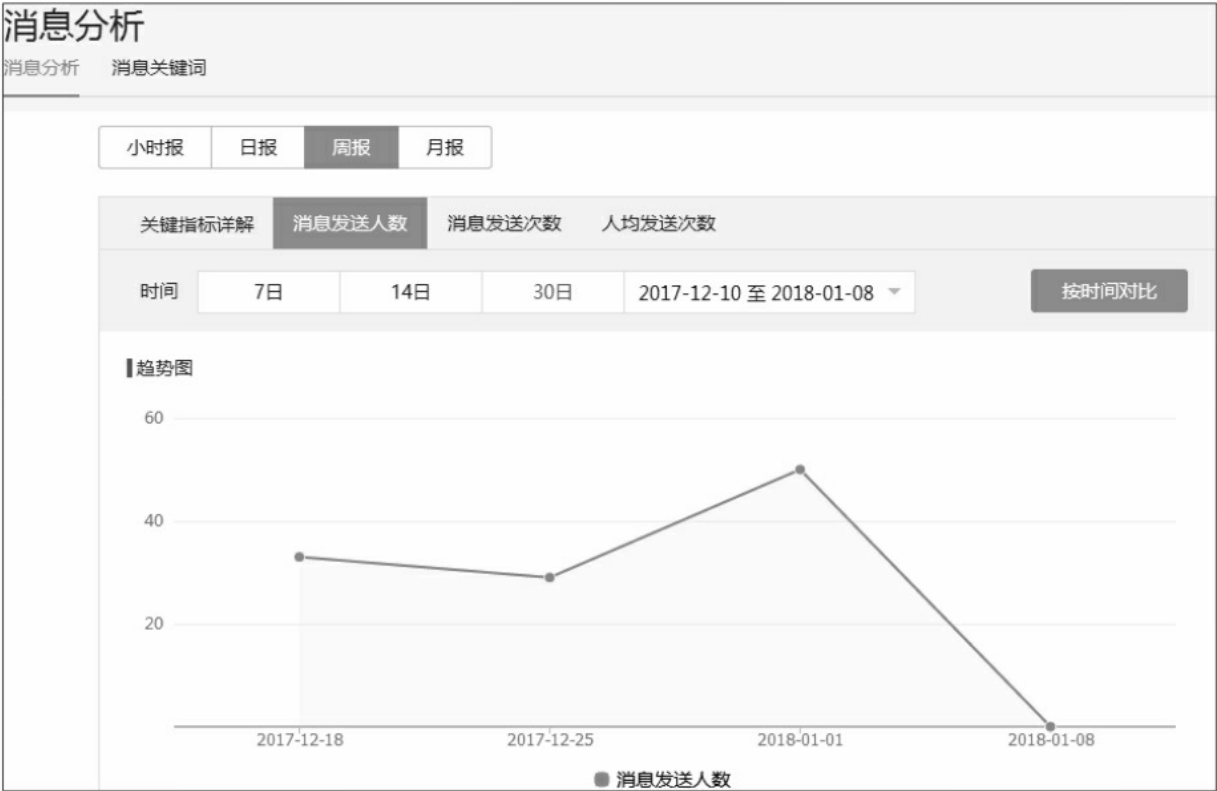 消息分析
消息分析 消息关键词
小时报 日报 周报 月报
关键指标详解 消息发送人数 消息发送次数 人均发送次数
时间 7日 14日 30日 2017-12-10 至 2018-01-08 按时间对比
趋势图
60
40
20
2017-12-18 2017-12-25 2018-01-01 2018-01-08
消息发送人数